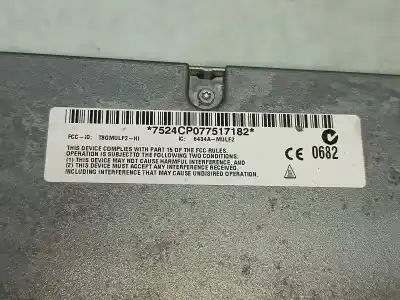 *7524CP077517182*
FCC-ID: T8GMULF2-HI IC: 6434A-MULF2
THIS DEVICE COMPLIES WITH PART 15 OF THE FCC RULES.
OPERATION IS SUBJECTED TO THE FOLLOWING TWO CONDITIONS:
(1) THIS DEVICE MAY NOT CAUSE HARMFUL INTERFERENCE, AND
(2) THIS DEVICE MUST ACCEPT ANY INTERFERENCE RECEIVED,
INCLUDING INTERFERENCE THAT MAY CAUSE UNDESIRED OPERATION.
CE 0682